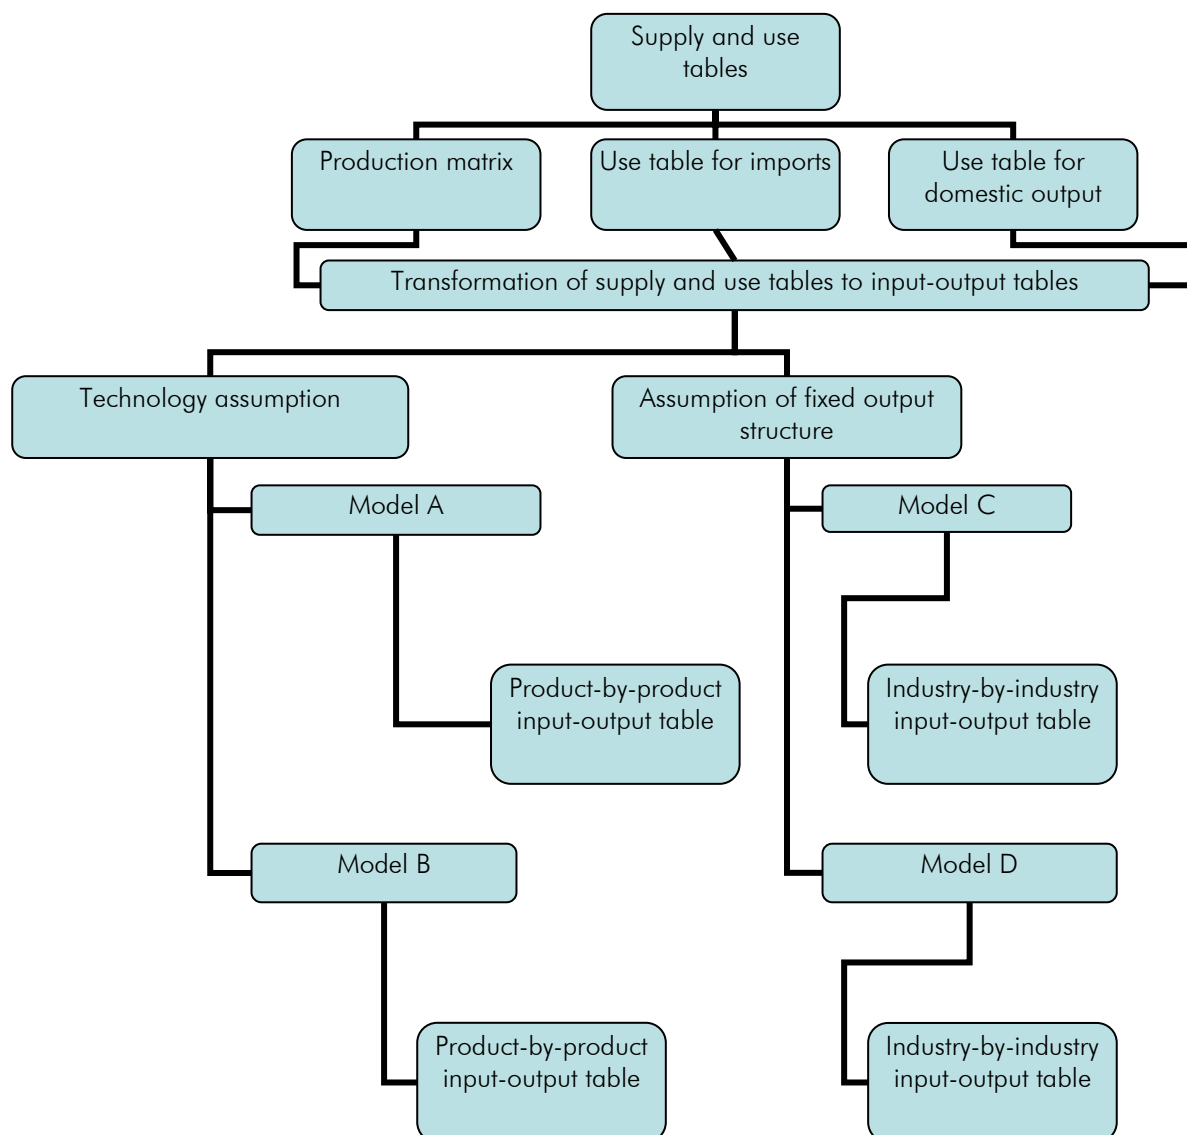 Supply and use
tables
Production matrix
Use table for imports
Use table for
domestic output
Transformation of supply and use tables to input-output tables
Technology assumption
Assumption of fixed output
structure
Model A
Model C
Product-by-product
input-output table
Industry-by-industry
input-output table
Model B
Model D
Product-by-product
input-output table
Industry-by-industry
input-output table